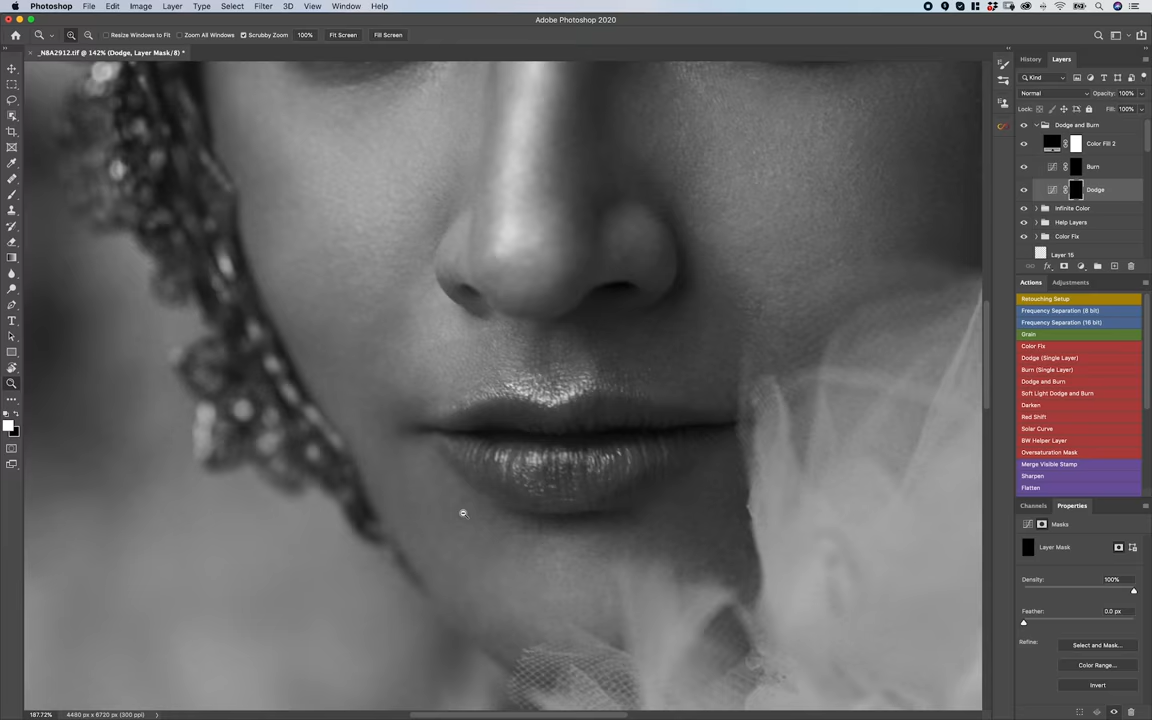 Photoshop File Edit Image Layer Type Select Filter 3D View Window Help
Adobe Photoshop 2020
Resize Windows to Fit Zoom All Windows Scrubby Zoom 100% Fit Screen Fill Screen
_N8A2912.tif @ 142% (Dodge, Layer Mask/8) *
History Layers
Kind
Normal Opacity: 100%
Lock: Fill: 100%
Dodge and Burn
Color Fill 2
Burn
Dodge
Infinite Color
Help Layers
Color Fix
Layer 15
fx
Actions Adjustments
Retouching Setup
Frequency Separation (8 bit)
Frequency Separation (16 bit)
Grain
Color Fix
Dodge (Single Layer)
Burn (Single Layer)
Dodge and Burn
Soft Light Dodge and Burn
Darken
Red Shift
Solar Curve
BW Helper Layer
Oversaturation Mask
Merge Visible Stamp
Sharpen
Flatten
Channels Properties
Masks
Layer Mask
Density: 100%
Feather: 0.0 px
Refine: Select and Mask...
Color Range...
Invert
187.72% 4480 px x 6720 px (300 ppi)